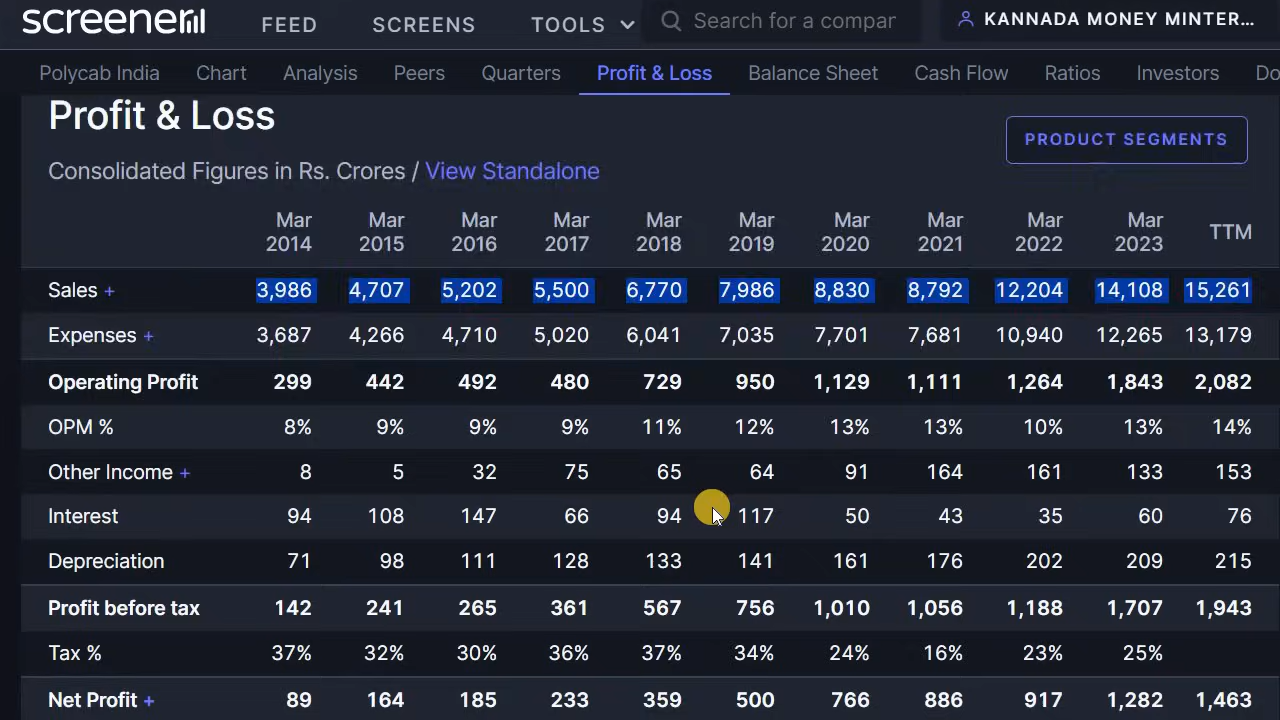 screener
FEED SCREENS TOOLS Search for a compar KANNADA MONEY MINTER...
Polycab India Chart Analysis Peers Quarters Profit & Loss Balance Sheet Cash Flow Ratios Investors Do
Profit & Loss
PRODUCT SEGMENTS
Consolidated Figures in Rs. Crores / View Standalone
Mar 2014 Mar 2015 Mar 2016 Mar 2017 Mar 2018 Mar 2019 Mar 2020 Mar 2021 Mar 2022 Mar 2023 TTM
Sales + 3,986 4,707 5,202 5,500 6,770 7,986 8,830 8,792 12,204 14,108 15,261
Expenses + 3,687 4,266 4,710 5,020 6,041 7,035 7,701 7,681 10,940 12,265 13,179
Operating Profit 299 442 492 480 729 950 1,129 1,111 1,264 1,843 2,082
OPM % 8% 9% 9% 9% 11% 12% 13% 13% 10% 13% 14%
Other Income + 8 5 32 75 65 64 91 164 161 133 153
Interest 94 108 147 66 94 117 50 43 35 60 76
Depreciation 71 98 111 128 133 141 161 176 202 209 215
Profit before tax 142 241 265 361 567 756 1,010 1,056 1,188 1,707 1,943
Tax % 37% 32% 30% 36% 37% 34% 24% 16% 23% 25%
Net Profit + 89 164 185 233 359 500 766 886 917 1,282 1,463